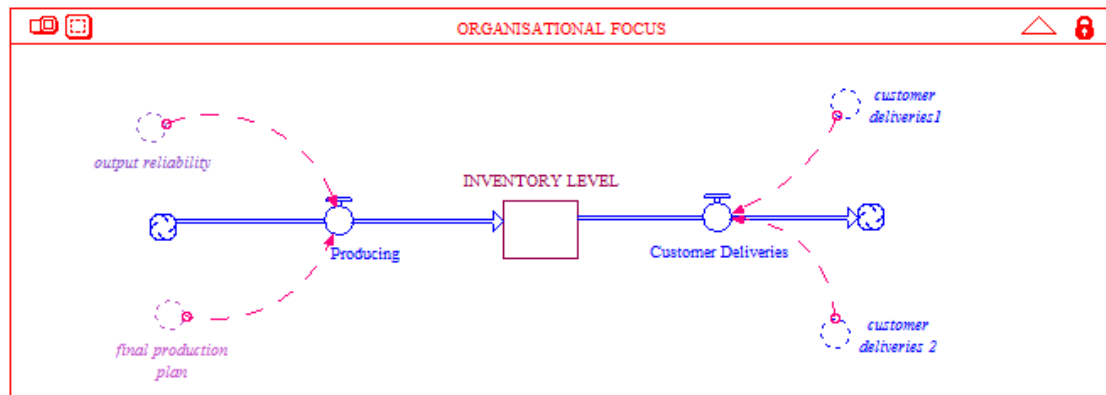 ORGANISATIONAL FOCUS
customer
deliveries1
output reliability
INVENTORY LEVEL
Producing
Customer Deliveries
final production
plan
customer
deliveries 2